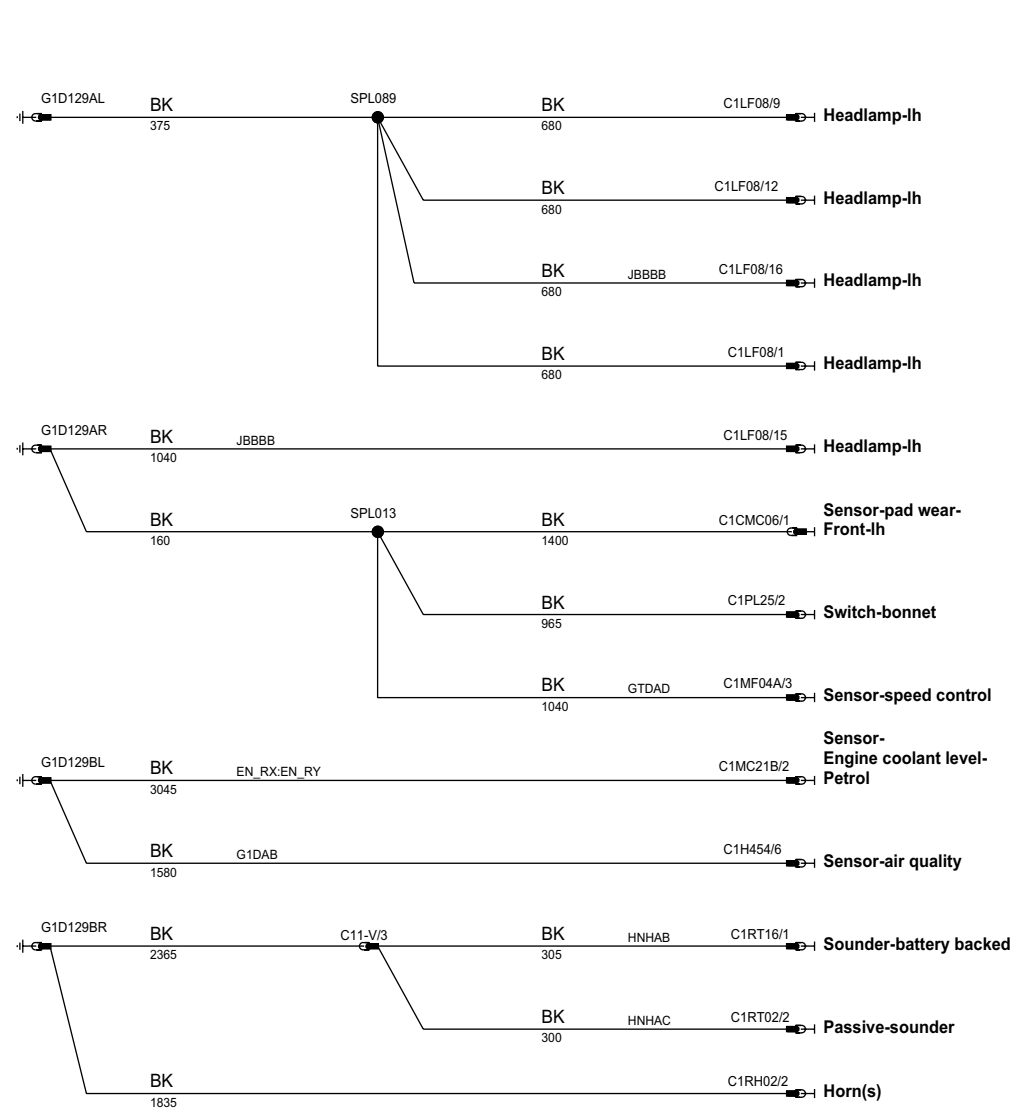 G1D129AL
BK
375
SPL089
BK
680
C1LF08/9
Headlamp-lh
BK
680
C1LF08/12
Headlamp-lh
BK
680
JBBBB
C1LF08/16
Headlamp-lh
BK
680
C1LF08/1
Headlamp-lh
G1D129AR
BK
1040
JBBBB
C1LF08/15
Headlamp-lh
BK
160
SPL013
BK
1400
C1CMC06/1
Sensor-pad wear-
Front-lh
BK
965
C1PL25/2
Switch-bonnet
BK
1040
GTDAD
C1MF04A/3
Sensor-speed control
G1D129BL
BK
3045
EN_RX:EN_RY
C1MC21B/2
Sensor-
Engine coolant level-
Petrol
BK
1580
G1DAB
C1H454/6
Sensor-air quality
G1D129BR
BK
2365
C11-V/3
BK
305
HNHAB
C1RT16/1
Sounder-battery backed
BK
300
HNHAC
C1RT02/2
Passive-sounder
BK
1835
C1RH02/2
Horn(s)